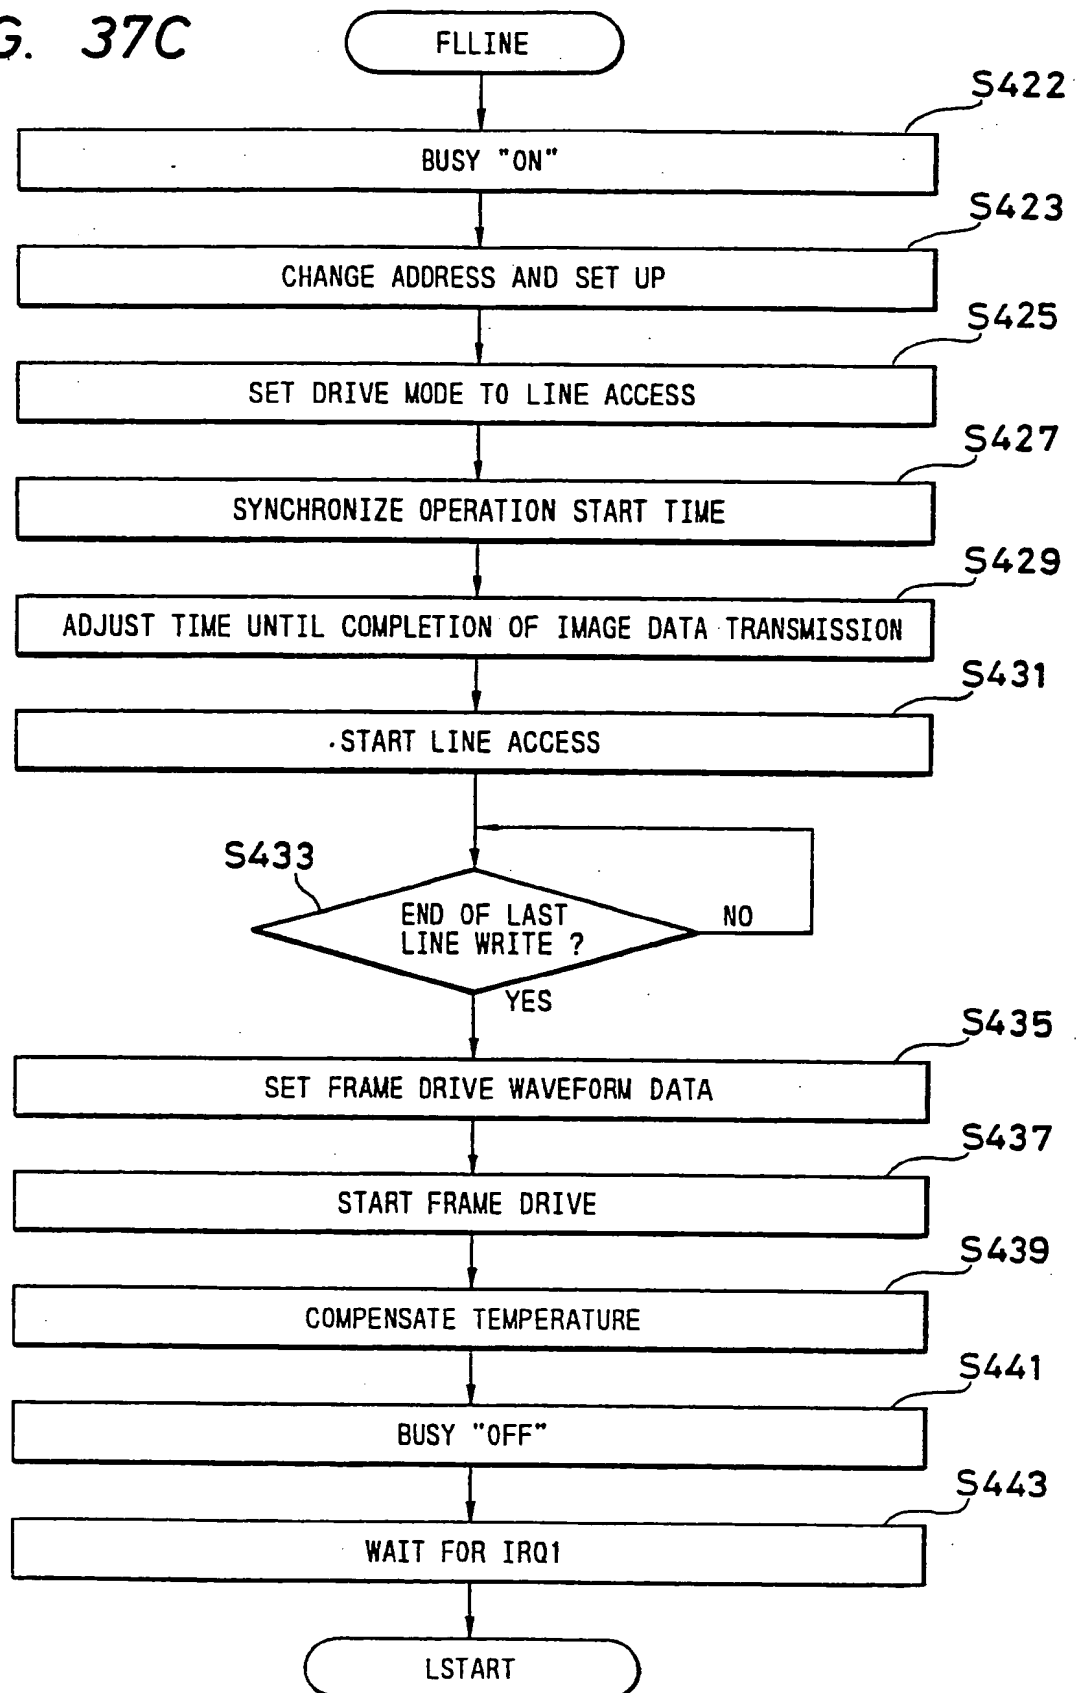 G. 37C
FLLINE
S422
BUSY "ON"
S423
CHANGE ADDRESS AND SET UP
S425
SET DRIVE MODE TO LINE ACCESS
S427
SYNCHRONIZE OPERATION START TIME
S429
ADJUST TIME UNTIL COMPLETION OF IMAGE DATA TRANSMISSION
S431
START LINE ACCESS
S433
END OF LAST
LINE WRITE ?
NO
YES
S435
SET FRAME DRIVE WAVEFORM DATA
S437
START FRAME DRIVE
S439
COMPENSATE TEMPERATURE
S441
BUSY "OFF"
S443
WAIT FOR IRQ1
LSTART